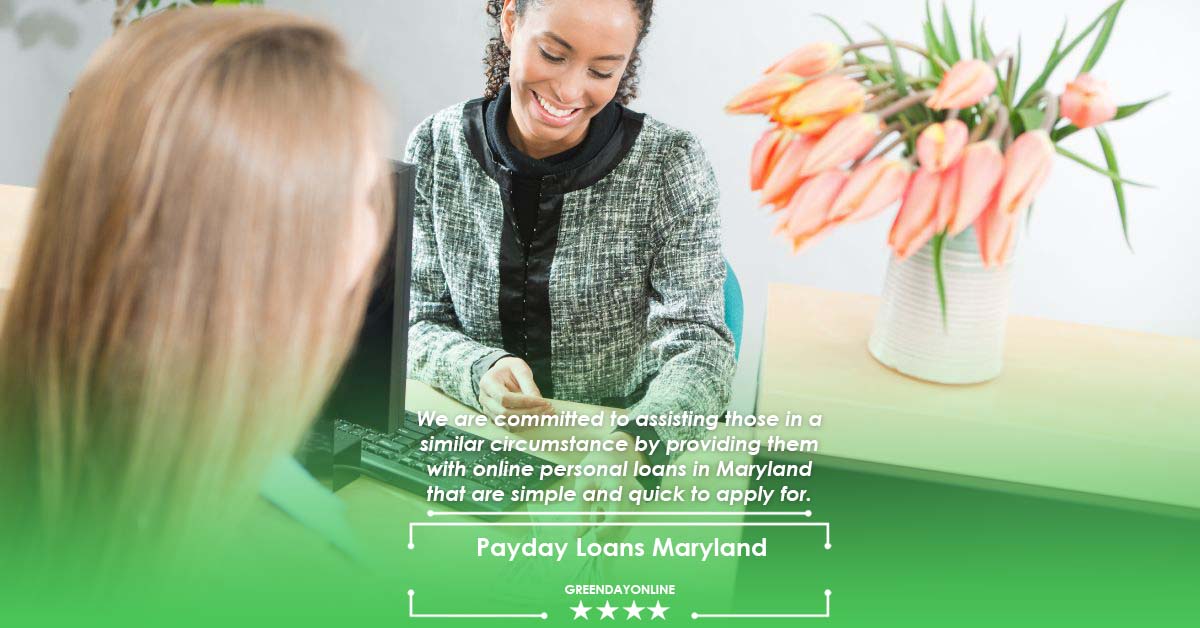 We are committed to assisting those in a
similar circumstance by providing them
with online personal loans in Maryland
that are simple and quick to apply for.
Payday Loans Maryland
GREENDAYONLINE